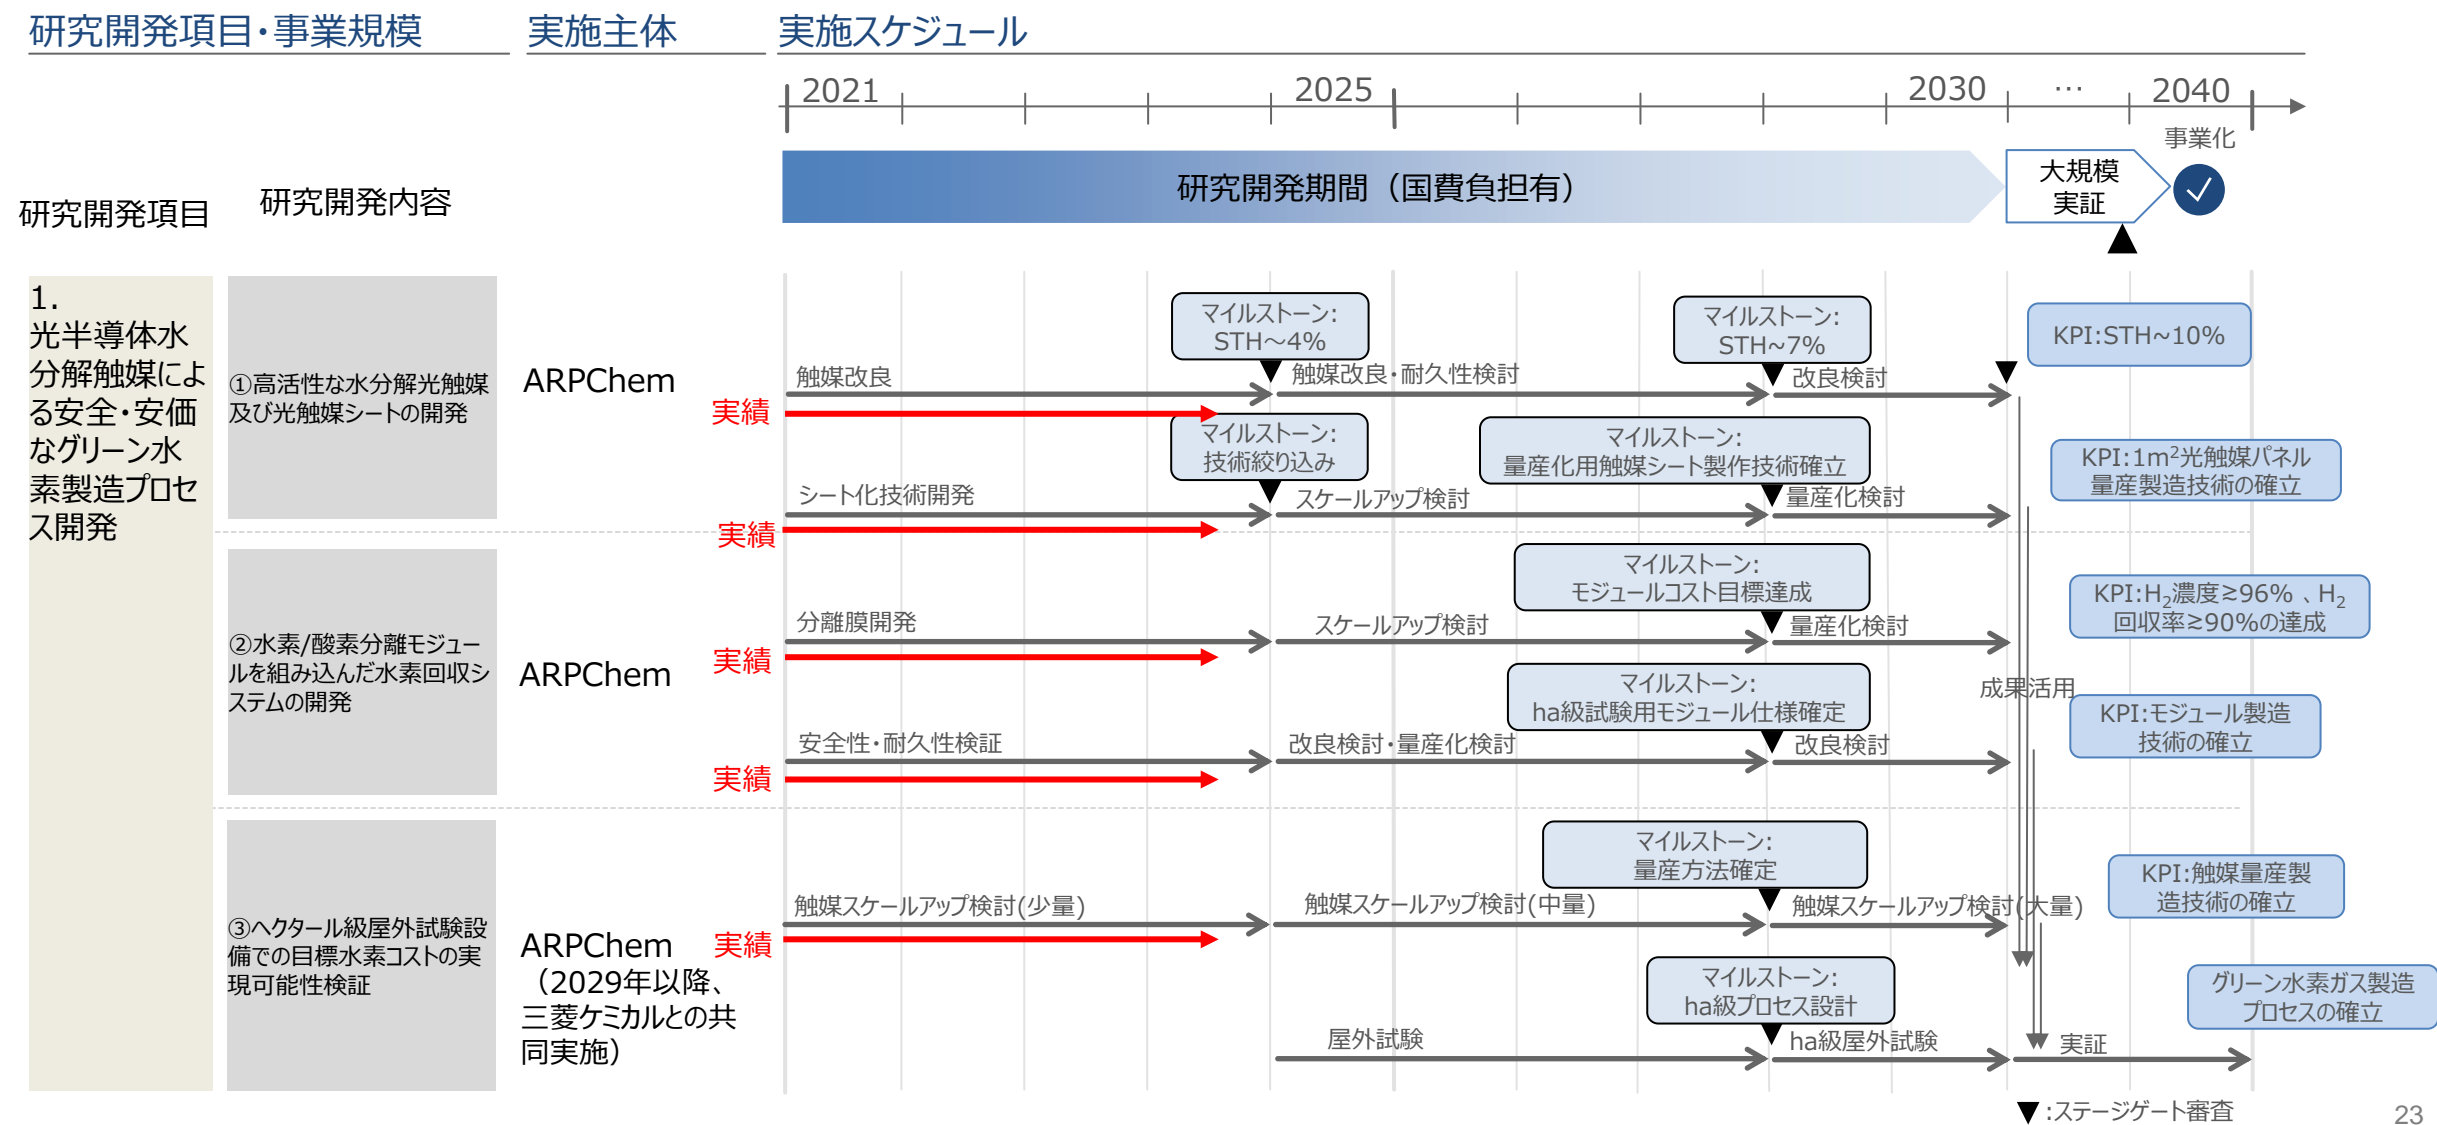 研究開発項目・事業規模
実施主体
実施スケジュール
2021
2025
2030
…
2040
事業化
研究開発項目
研究開発内容
研究開発期間（国費負担有）
大規模
実証
1.
光半導体水
分解触媒によ
る安全・安価
なグリーン水
素製造プロセ
ス開発
①高活性な水分解光触媒
及び光触媒シートの開発
ARPChem
実績
触媒改良
マイルストーン:
STH～4%
触媒改良・耐久性検討
マイルストーン:
STH~7%
改良検討
KPI:STH~10%
実績
シート化技術開発
マイルストーン:
技術絞り込み
スケールアップ検討
マイルストーン:
量産化用触媒シート製作技術確立
量産化検討
KPI:1m²光触媒パネル
量産製造技術の確立
②水素/酸素分離モジュー
ルを組み込んだ水素回収シ
ステムの開発
ARPChem
実績
分離膜開発
スケールアップ検討
マイルストーン:
モジュールコスト目標達成
量産化検討
KPI:H₂濃度≳96% 、H₂
回収率≳90%の達成
実績
安全性・耐久性検証
改良検討・量産化検討
マイルストーン:
ha級試験用モジュール仕様確定
改良検討
成果活用
KPI:モジュール製造
技術の確立
③ヘクタール級屋外試験設
備での目標水素コストの実
現可能性検証
ARPChem
（2029年以降、
三菱ケミカルとの共
同実施）
実績
触媒スケールアップ検討(少量)
触媒スケールアップ検討(中量)
マイルストーン:
量産方法確定
触媒スケールアップ検討(大量)
KPI:触媒量産製
造技術の確立
屋外試験
マイルストーン:
ha級プロセス設計
ha級屋外試験
実証
グリーン水素ガス製造
プロセスの確立
▼:ステージゲート審査
23